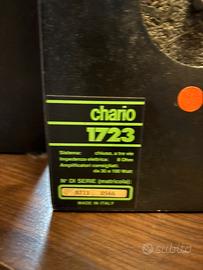 chario
1723
Sistema: chiuso, a tre vie
Impedenza elettrica: 8 Ohm
Amplificatori consigliati:
da 30 a 100 Watt
N° DI SERIE (matricola):
MADE IN ITALY
subito